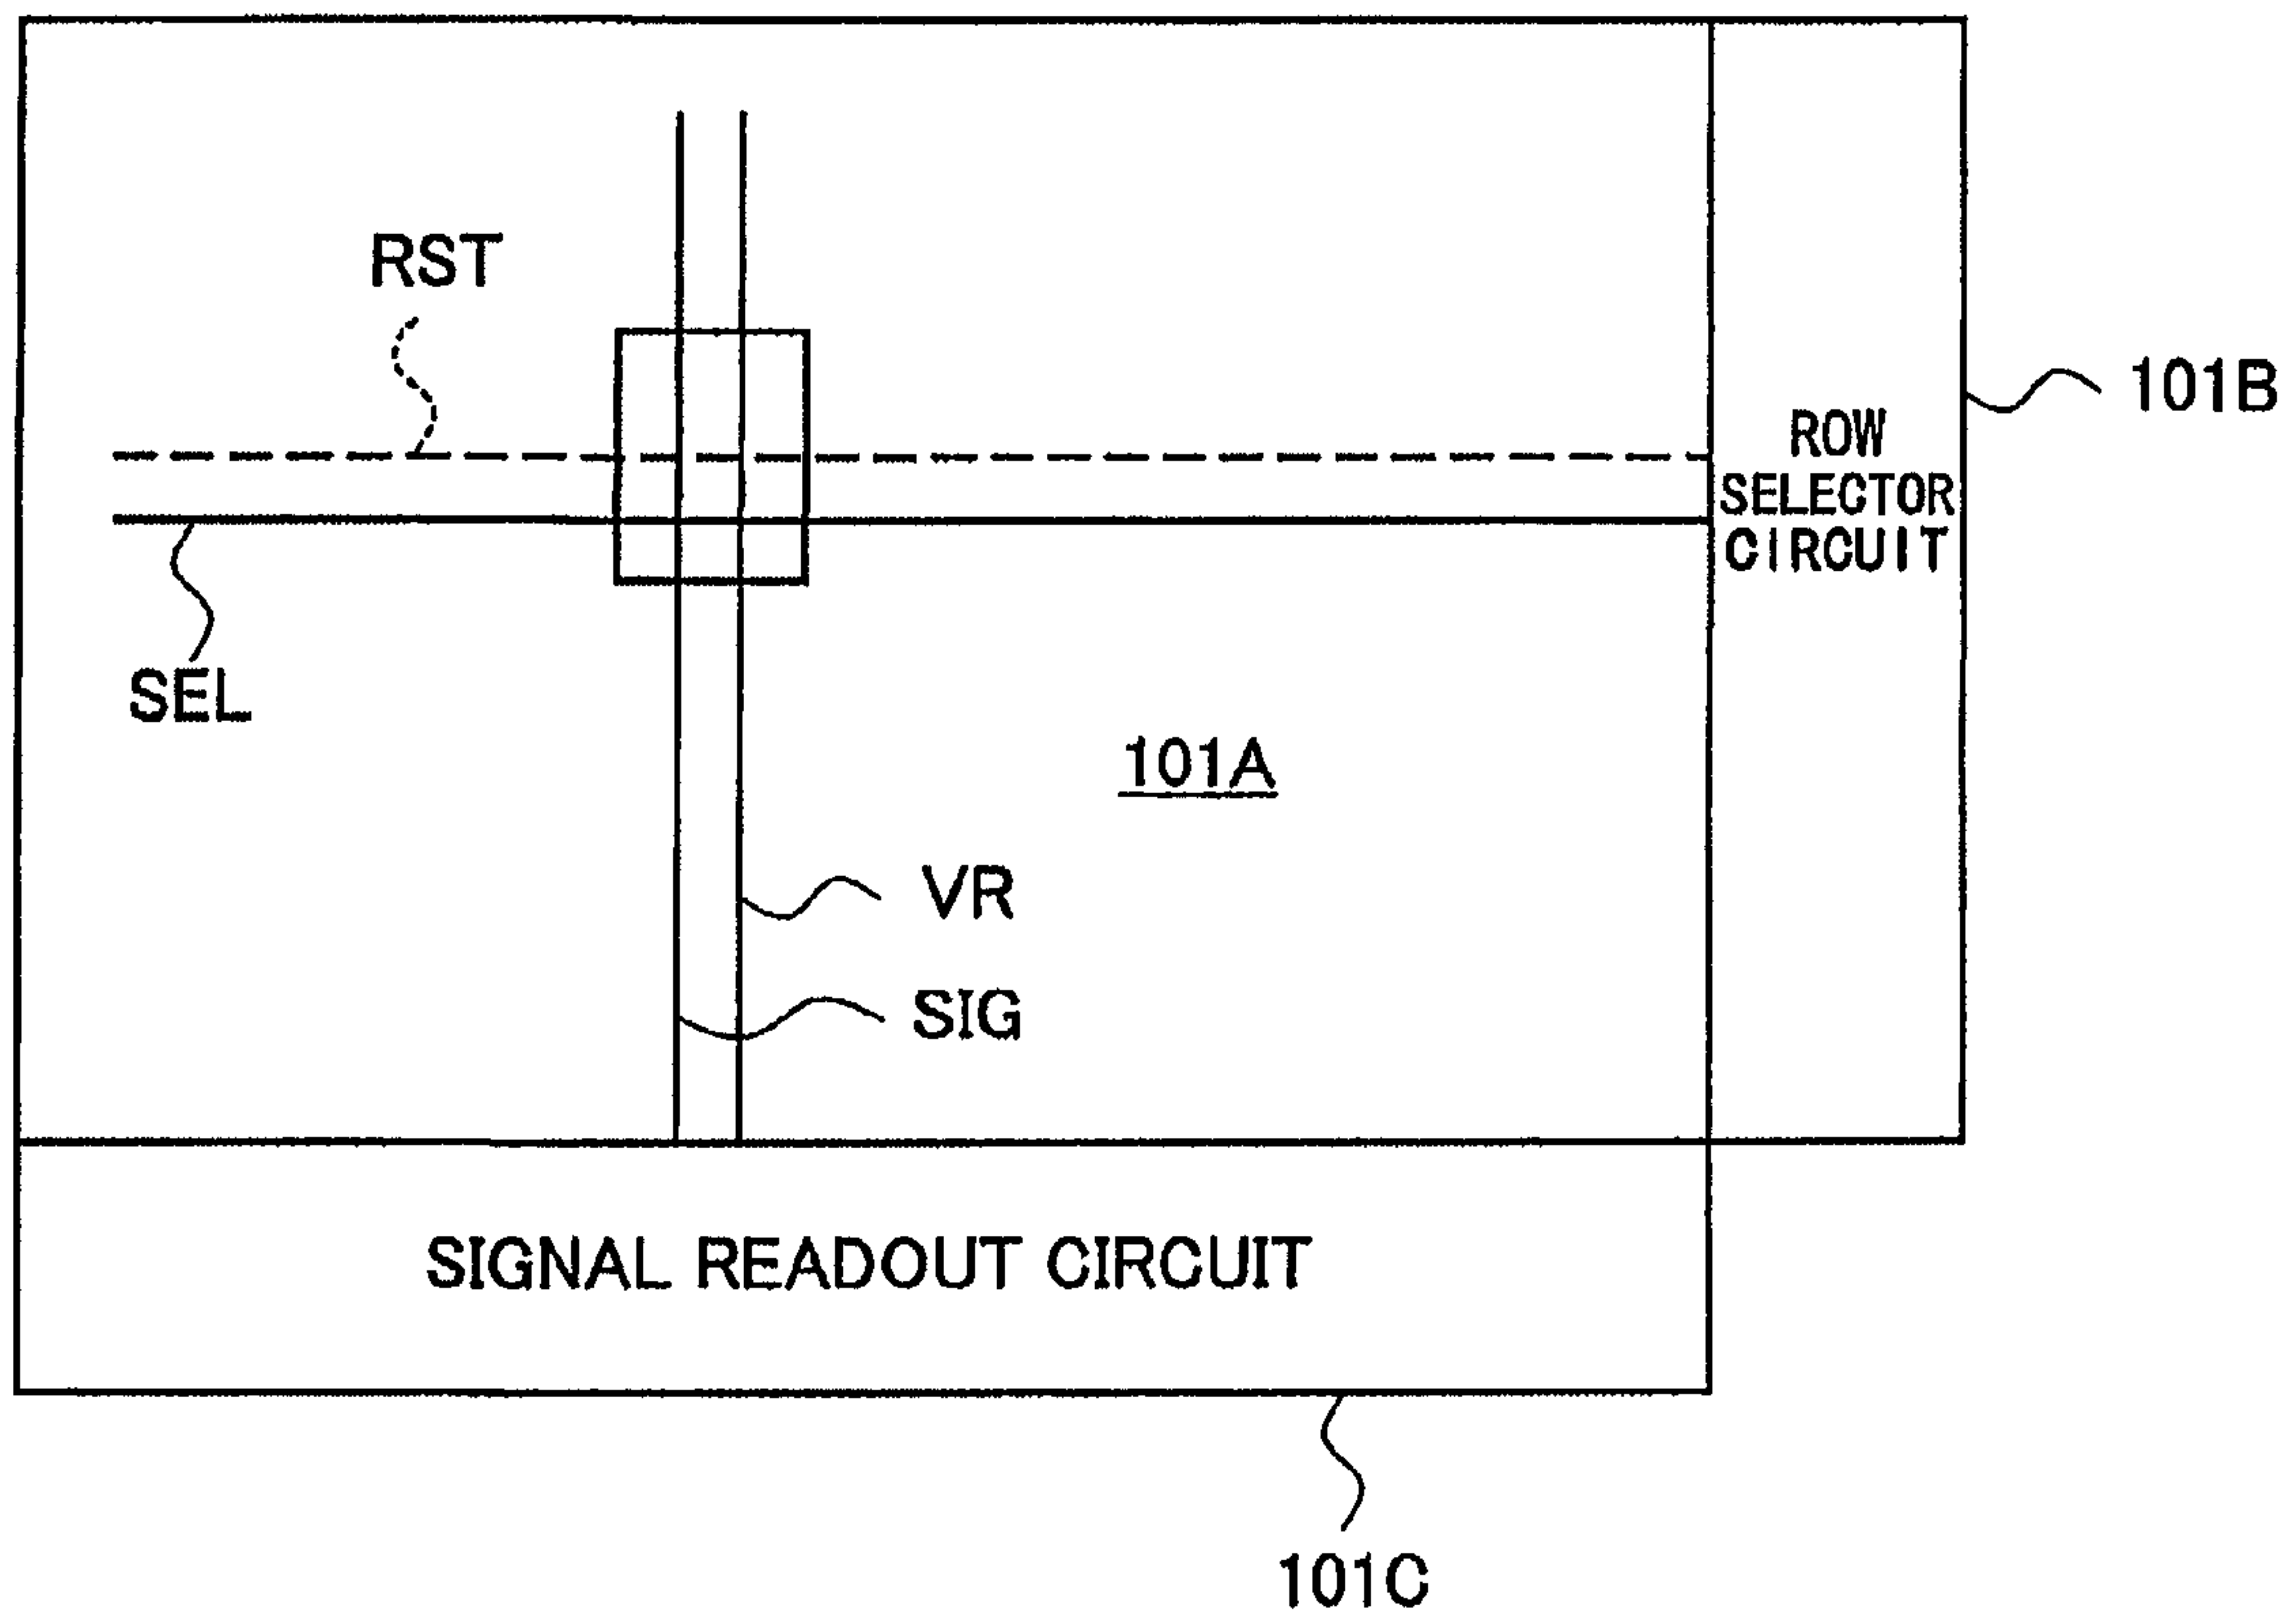 RST
101B
ROW
SELECTOR
CIRCUIT
SEL
101A
VR
SIG
SIGNAL READOUT CIRCUIT
101C